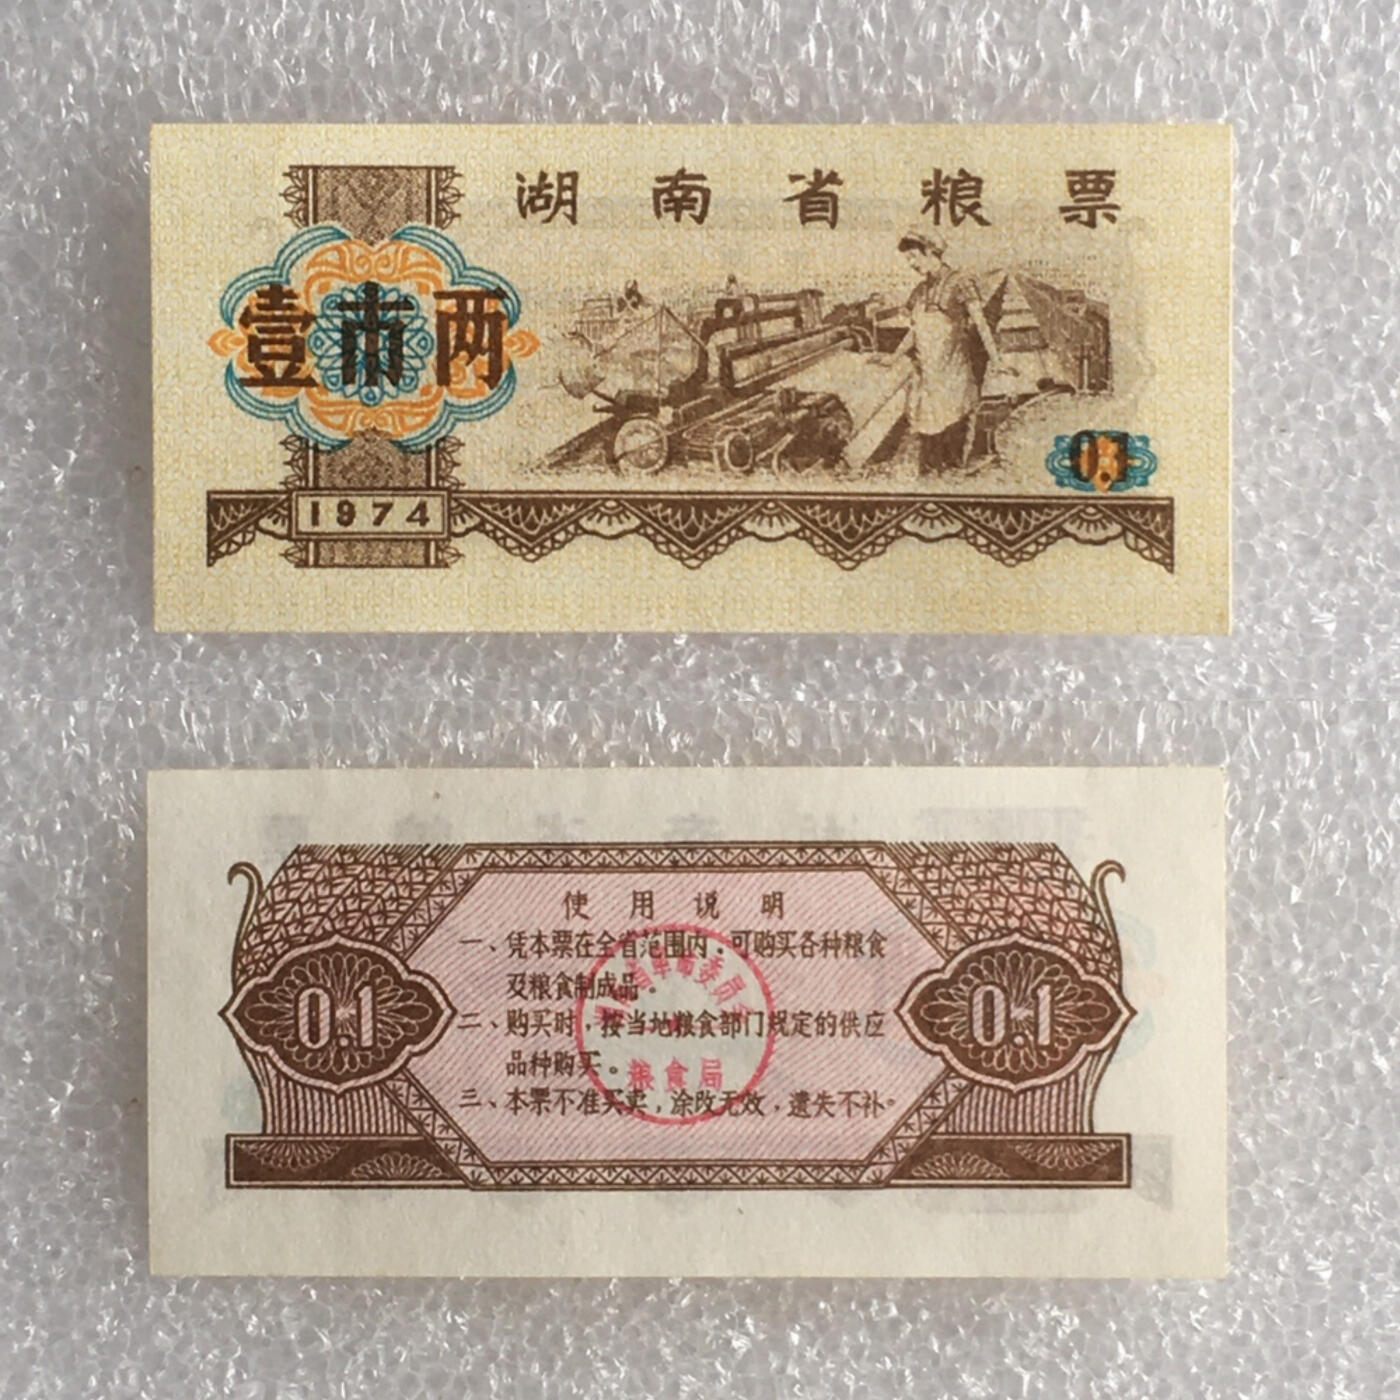 湖南省粮票
壹市两
0.1
1974
使用说明
一、凭本票在全省范围内，可购买各种粮食
及粮食制成品。
二、购买时，按当地粮食部门规定的供应
品种购买。
三、本票不准买卖，涂改无效，遗失不补。
0.1
0.1
粮食局